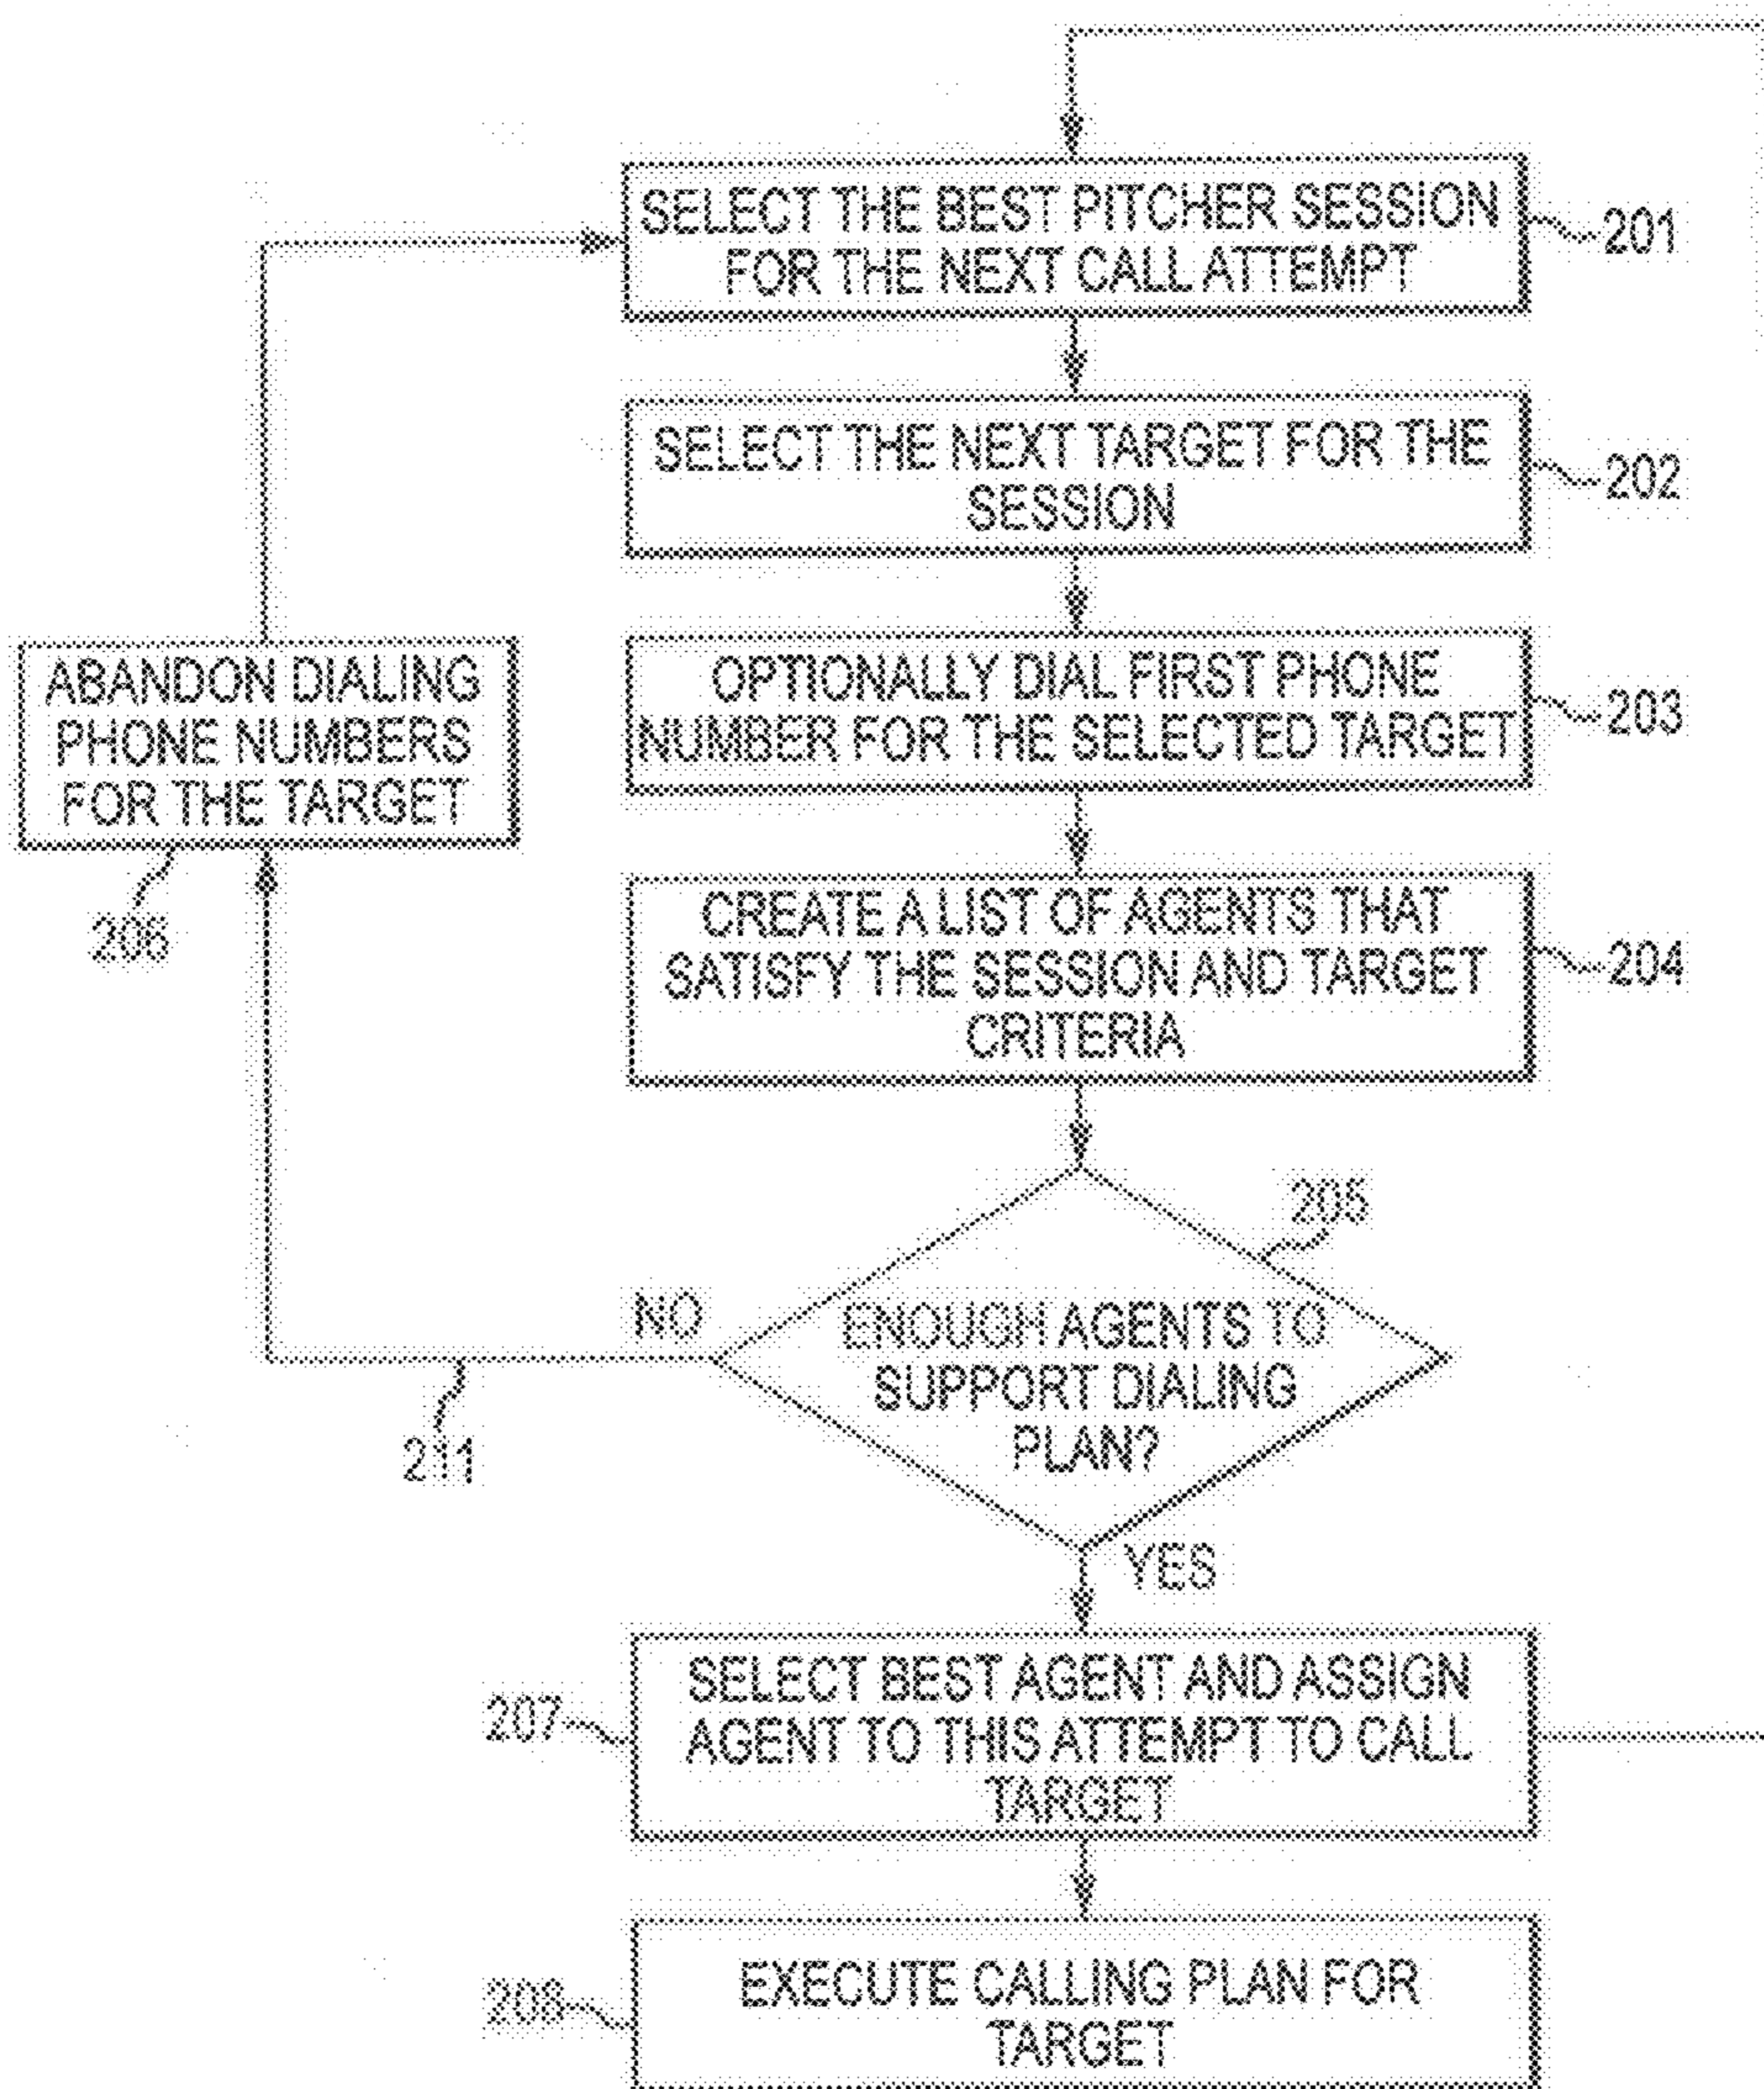 SELECT THE BEST PITCHER SESSION
FOR THE NEXT CALL ATTEMPT
201
SELECT THE NEXT TARGET FOR THE
SESSION
202
OPTIONALLY DIAL FIRST PHONE
NUMBER FOR THE SELECTED TARGET
203
ABANDON DIALING
PHONE NUMBERS
FOR THE TARGET
206
CREATE A LIST OF AGENTS THAT
SATISFY THE SESSION AND TARGET
CRITERIA
204
205
NO
ENOUGH AGENTS TO
SUPPORT DIALING
PLAN?
211
YES
SELECT BEST AGENT AND ASSIGN
AGENT TO THIS ATTEMPT TO CALL
TARGET
207
EXECUTE CALLING PLAN FOR
TARGET
208